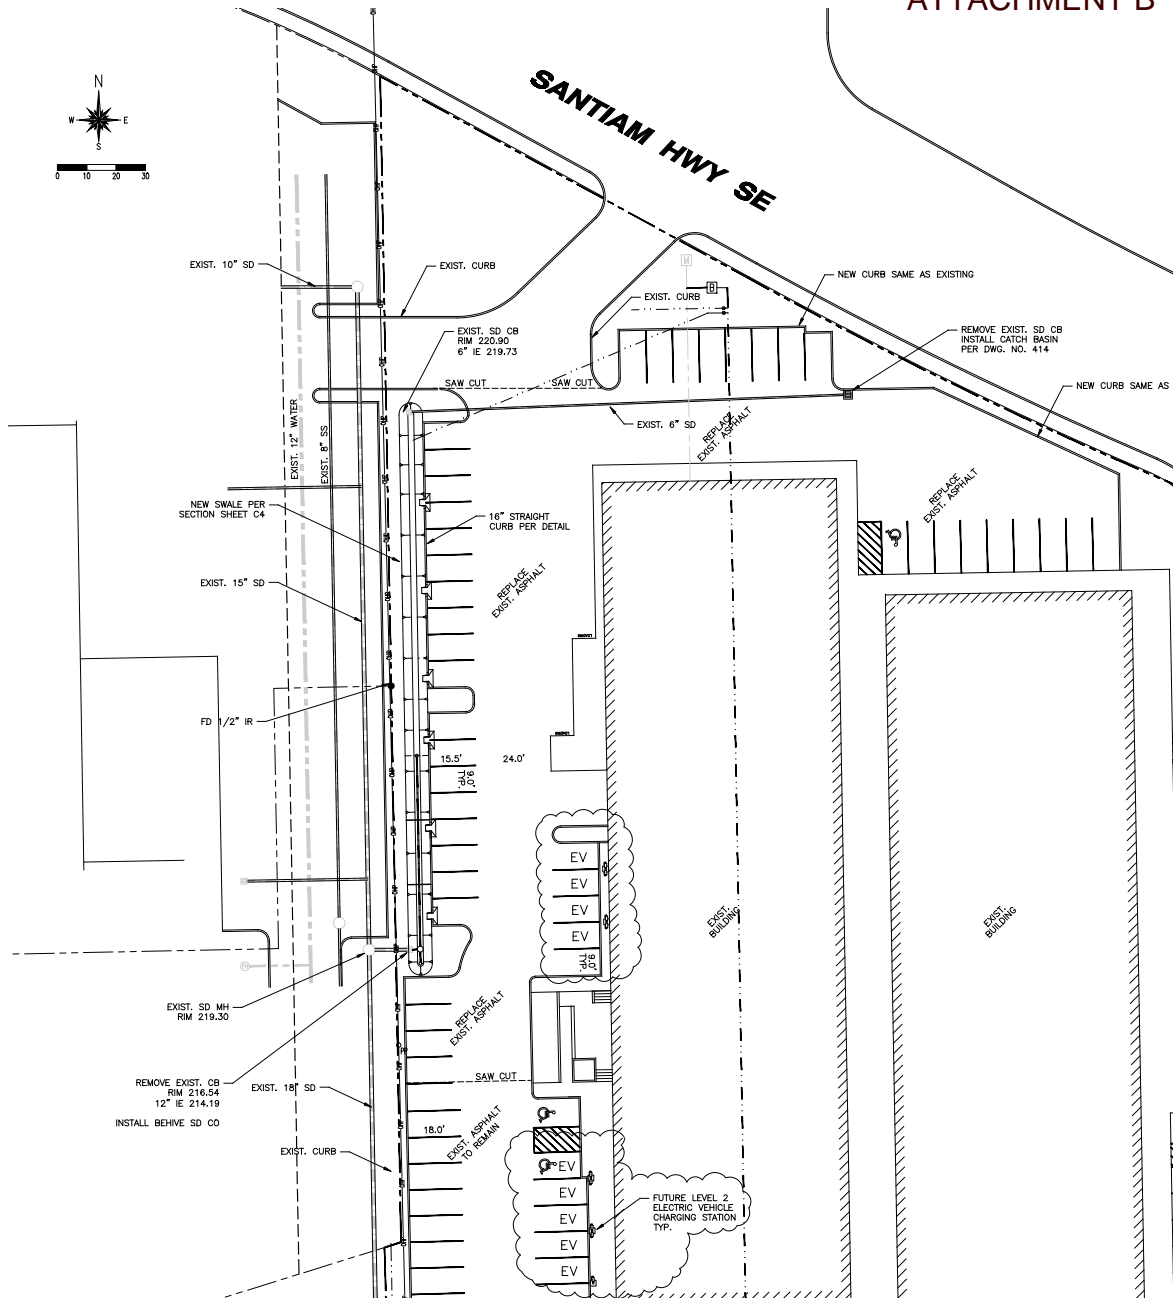 ATTACHMENT B
SANTIAM HWY SE
N
W
E
S
0 10 20 30
EXIST. 10" SD
EXIST. CURB
M
B
NEW CURB SAME AS EXISTING
EXIST. CURB
EXIST. SD CB
RIM 220.90
6" IE 219.73
REMOVE EXIST. SD CB
INSTALL CATCH BASIN
PER DWG. NO. 414
SAW CUT
SAW CUT
NEW CURB SAME AS
EXIST. 6" SD
REPLACE
EXIST. ASPHALT
EXIST. 12" WATER
EXIST. 8" SS
NEW SWALE PER
SECTION SHEET C4
16" STRAIGHT
CURB PER DETAIL
REPLACE
EXIST. ASPHALT
EXIST. 15" SD
REPLACE
EXIST. ASPHALT
FD 1/2" IR
15.5'
24.0'
9.0'
TYP.
EV
EV
EV
EV
9.0'
TYP.
EXIST.
BUILDING
EXIST.
BUILDING
EXIST. SD MH
RIM 219.30
REPLACE
EXIST. ASPHALT
REMOVE EXIST. CB
RIM 216.54
12" IE 214.19
INSTALL BEHIVE SD CO
EXIST. 18" SD
SAW CUT
18.0'
EXIST. ASPHALT
TO REMAIN
EXIST. CURB
EV
EV
EV
EV
EV
FUTURE LEVEL 2
ELECTRIC VEHICLE
CHARGING STATION
TYP.